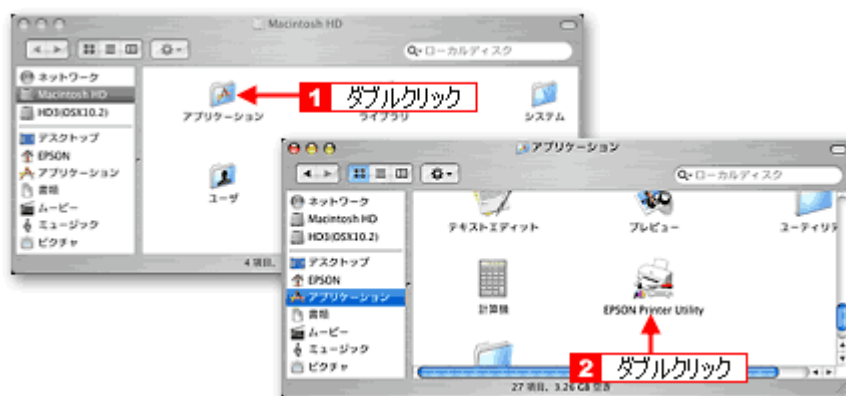 Macintosh HD
ローカルディスク
ネットワーク
Macintosh HD
HD3(OSX10.2)
デスクトップ
EPSON
アプリケーション
書類
ムービー
ミュージック
ピクチャ
アプリケーション
1 ダブルクリック
ライブラリ
システム
ユーザ
4 項目、
アプリケーション
ローカルディスク
ネットワーク
Macintosh HD
HD3(OSX10.2)
デスクトップ
EPSON
アプリケーション
書類
ムービー
ミュージック
ピクチャ
テキストエディット
プレビュー
ユーティリテ
計算機
EPSON Printer Utility
2 ダブルクリック
27 項目、3.26 GB 空き